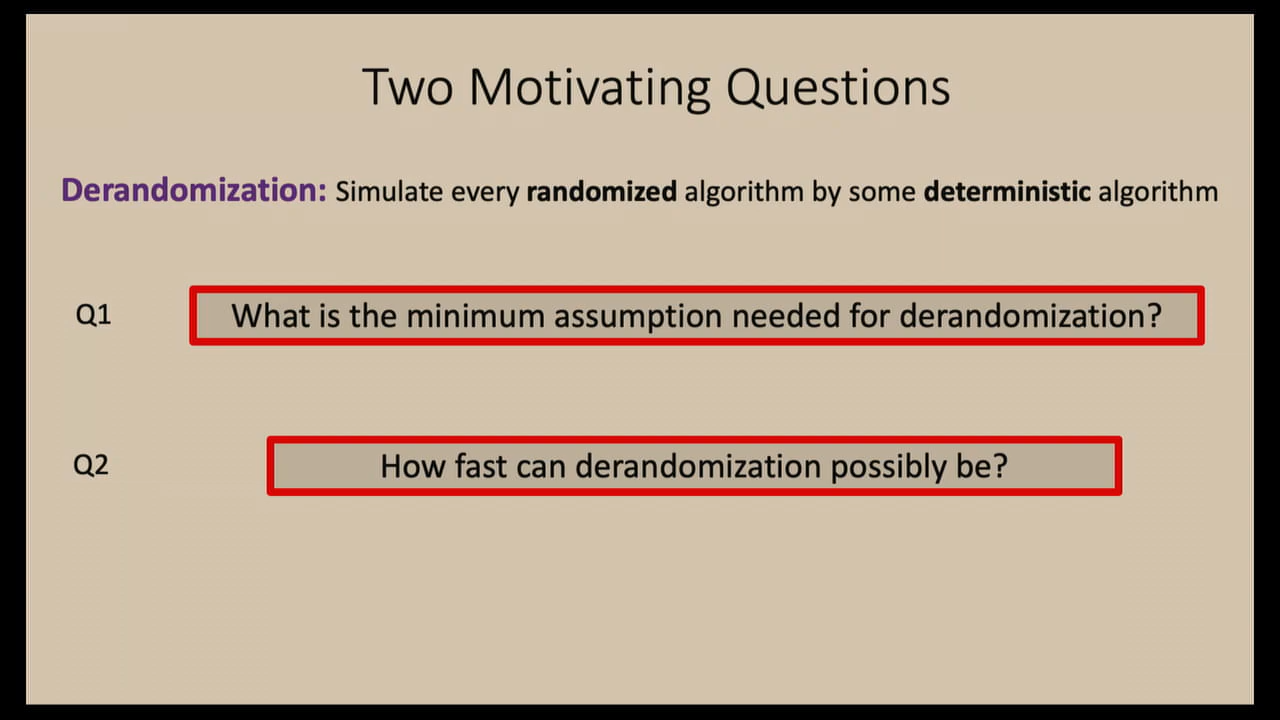 Two Motivating Questions
Derandomization: Simulate every randomized algorithm by some deterministic algorithm
Q1 What is the minimum assumption needed for derandomization?
Q2 How fast can derandomization possibly be?